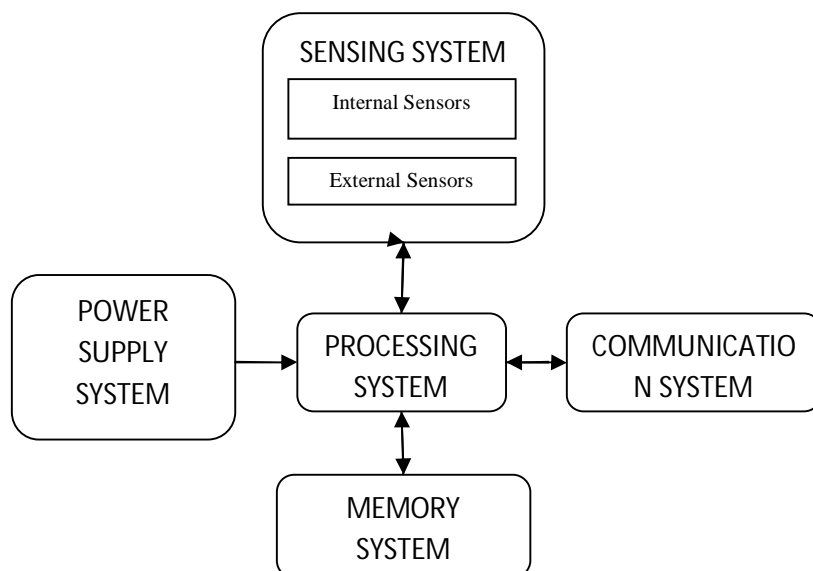 SENSING SYSTEM
Internal Sensors
External Sensors
POWER
SUPPLY
SYSTEM
PROCESSING
SYSTEM
COMMUNICATIO
N SYSTEM
MEMORY
SYSTEM